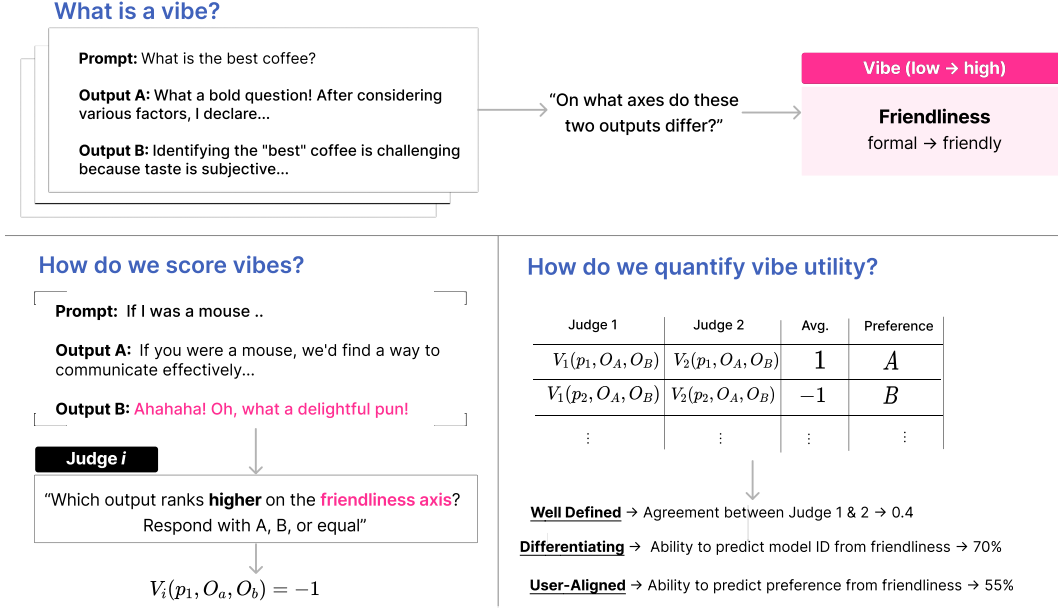 What is a vibe?
Prompt: What is the best coffee?
Output A: What a bold question! After considering
various factors, I declare...
Output B: Identifying the "best" coffee is challenging
because taste is subjective...
“On what axes do these
two outputs differ?”
Vibe (low → high)
Friendliness
formal → friendly
How do we score vibes?
Prompt: If I was a mouse ..
Output A: If you were a mouse, we'd find a way to
communicate effectively...
Output B: Ahahaha! Oh, what a delightful pun!
Judge i
“Which output ranks higher on the friendliness axis?
Respond with A, B, or equal”
V_i(p_1, O_a, O_b) = −1
How do we quantify vibe utility?
Judge 1 Judge 2 Avg. Preference
V_1(p_1, O_A, O_B) V_2(p_1, O_A, O_B) 1 A
V_1(p_2, O_A, O_B) V_2(p_2, O_A, O_B) −1 B
⋮ ⋮ ⋮ ⋮
Well Defined → Agreement between Judge 1 & 2 → 0.4
Differentiating → Ability to predict model ID from friendliness → 70%
User-Aligned → Ability to predict preference from friendliness → 55%